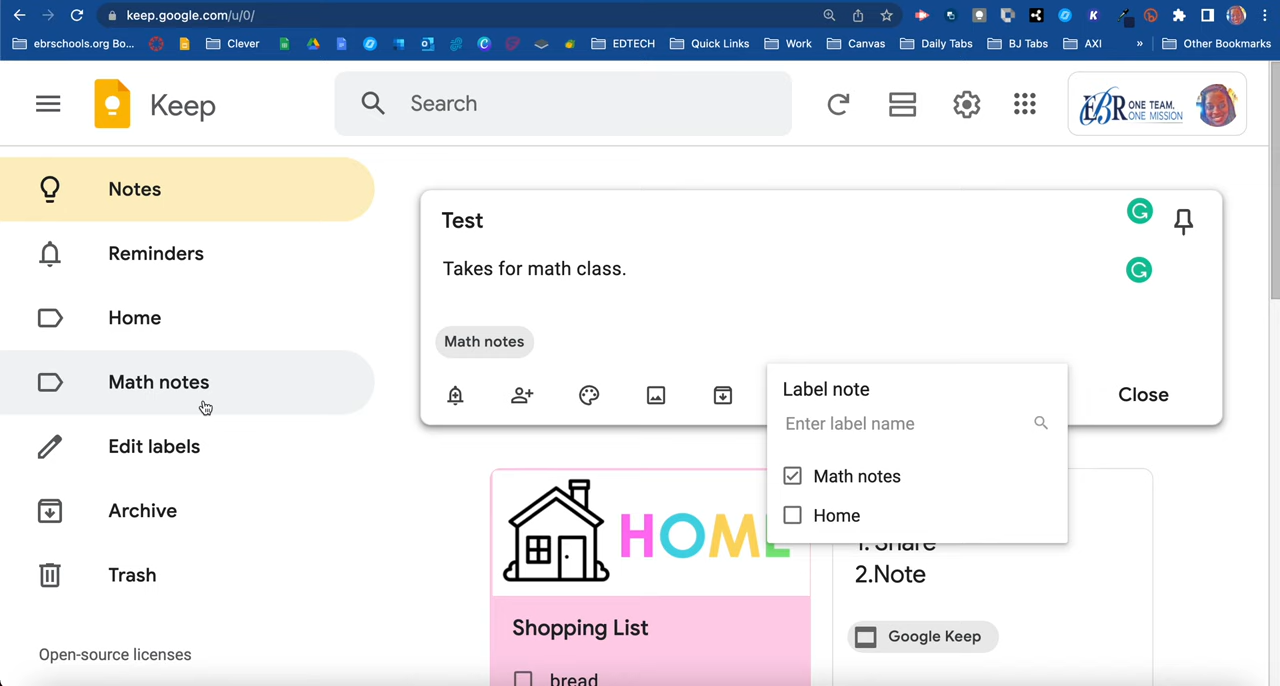 keep.google.com/u/0/
ebrschools.org Bo... Clever EDTECH Quick Links Work Canvas Daily Tabs BJ Tabs AXI » Other Bookmarks
Keep
Search
EBR ONE TEAM.
ONE MISSION
Notes
Reminders
Home
Math notes
Edit labels
Archive
Trash
Open-source licenses
Test
Takes for math class.
Math notes
Close
Label note
Enter label name
Math notes
Home
HOME
Shopping List
bread
1. Share
2.Note
Google Keep